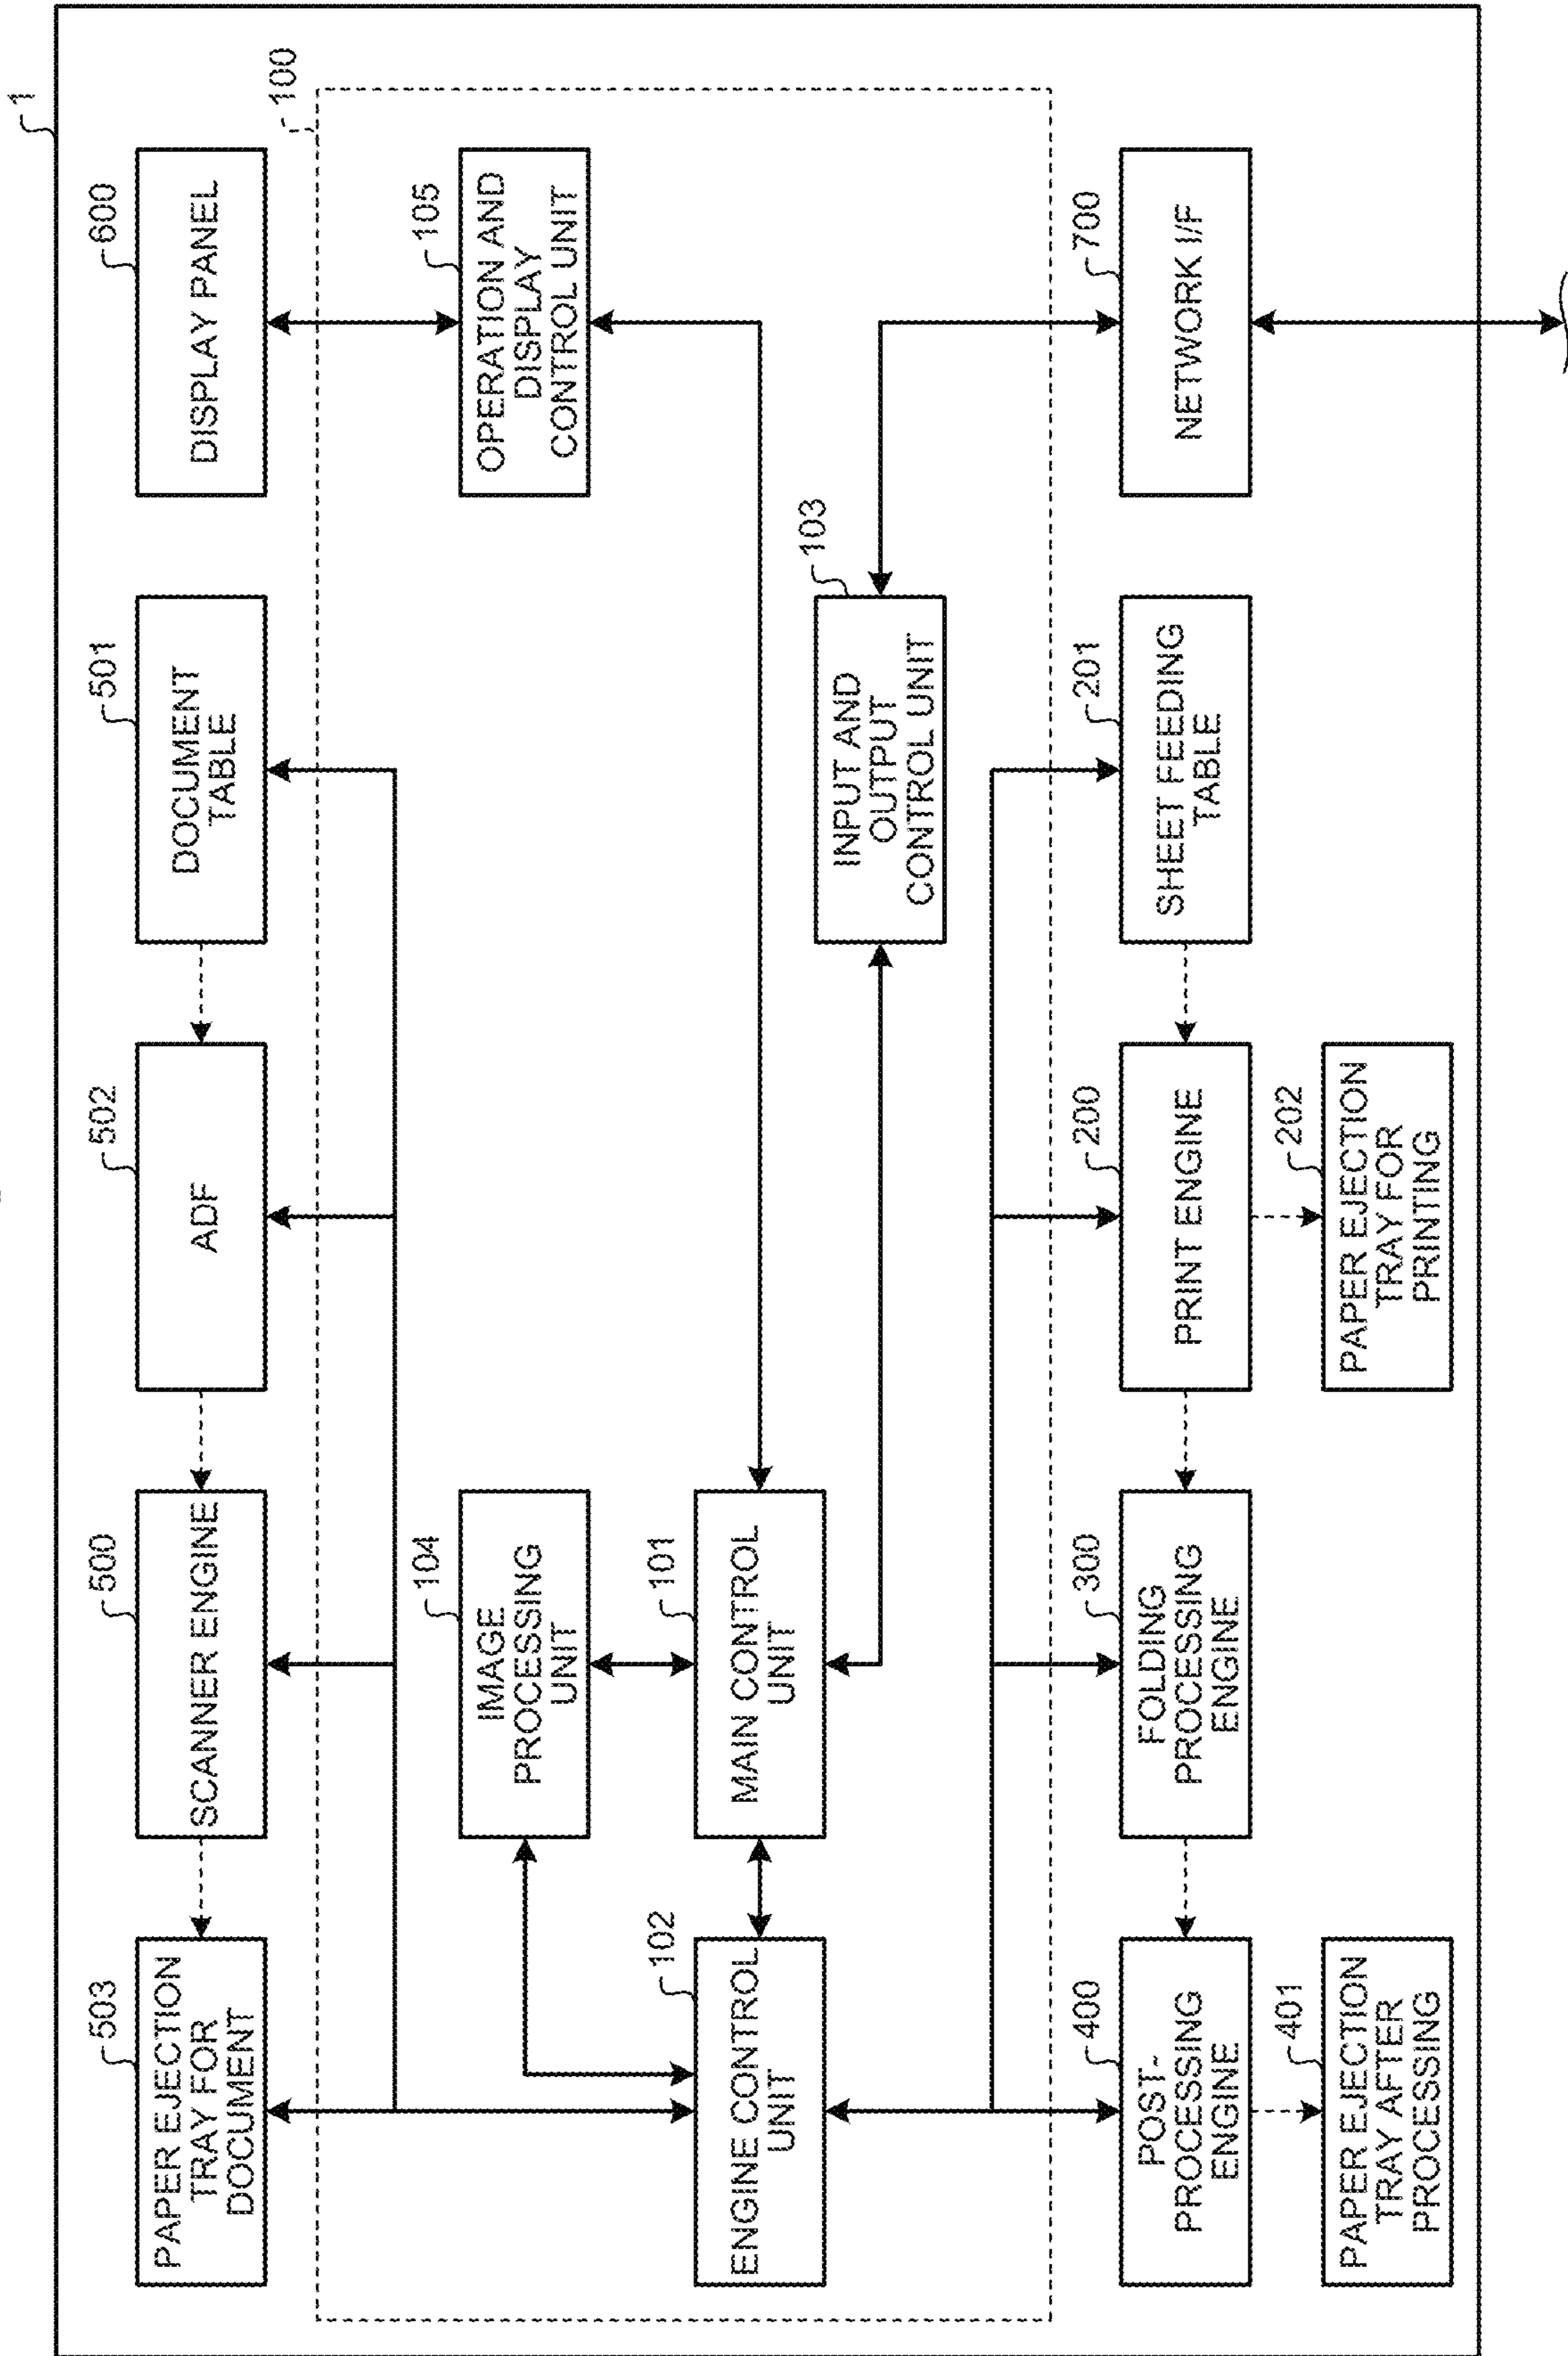 1
503
PAPER EJECTION
TRAY FOR
DOCUMENT
500
SCANNER ENGINE
502
ADF
501
DOCUMENT
TABLE
600
DISPLAY PANEL
100
104
IMAGE
PROCESSING
UNIT
105
OPERATION AND
DISPLAY
CONTROL UNIT
102
ENGINE CONTROL
UNIT
101
MAIN CONTROL
UNIT
103
INPUT AND
OUTPUT
CONTROL UNIT
400
POST-
PROCESSING
ENGINE
300
FOLDING
PROCESSING
ENGINE
200
PRINT ENGINE
201
SHEET FEEDING
TABLE
700
NETWORK I/F
401
PAPER EJECTION
TRAY AFTER
PROCESSING
202
PAPER EJECTION
TRAY FOR
PRINTING